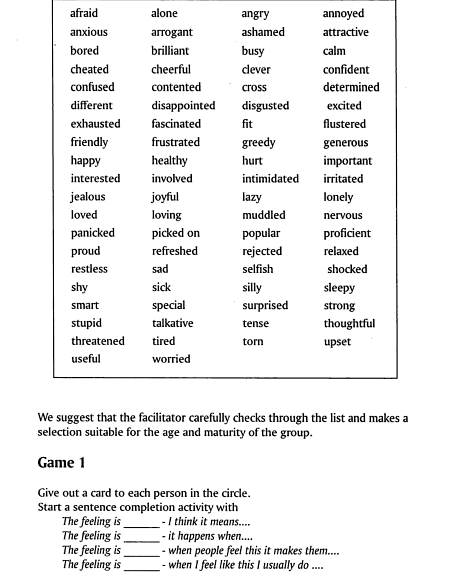 afraid alone angry annoyed
anxious arrogant ashamed attractive
bored brilliant busy calm
cheated cheerful clever confident
confused contented cross determined
different disappointed disgusted excited
exhausted fascinated fit flustered
friendly frustrated greedy generous
happy healthy hurt important
interested involved intimidated irritated
jealous joyful lazy lonely
loved loving muddled nervous
panicked picked on popular proficient
proud refreshed rejected relaxed
restless sad selfish shocked
shy sick silly sleepy
smart special surprised strong
stupid talkative tense thoughtful
threatened tired torn upset
useful worried
We suggest that the facilitator carefully checks through the list and makes a
selection suitable for the age and maturity of the group.
Game 1
Give out a card to each person in the circle.
Start a sentence completion activity with
The feeling is ______ - I think it means....
The feeling is ______ - it happens when....
The feeling is ______ - when people feel this it makes them....
The feeling is ______ - when I feel like this I usually do ....